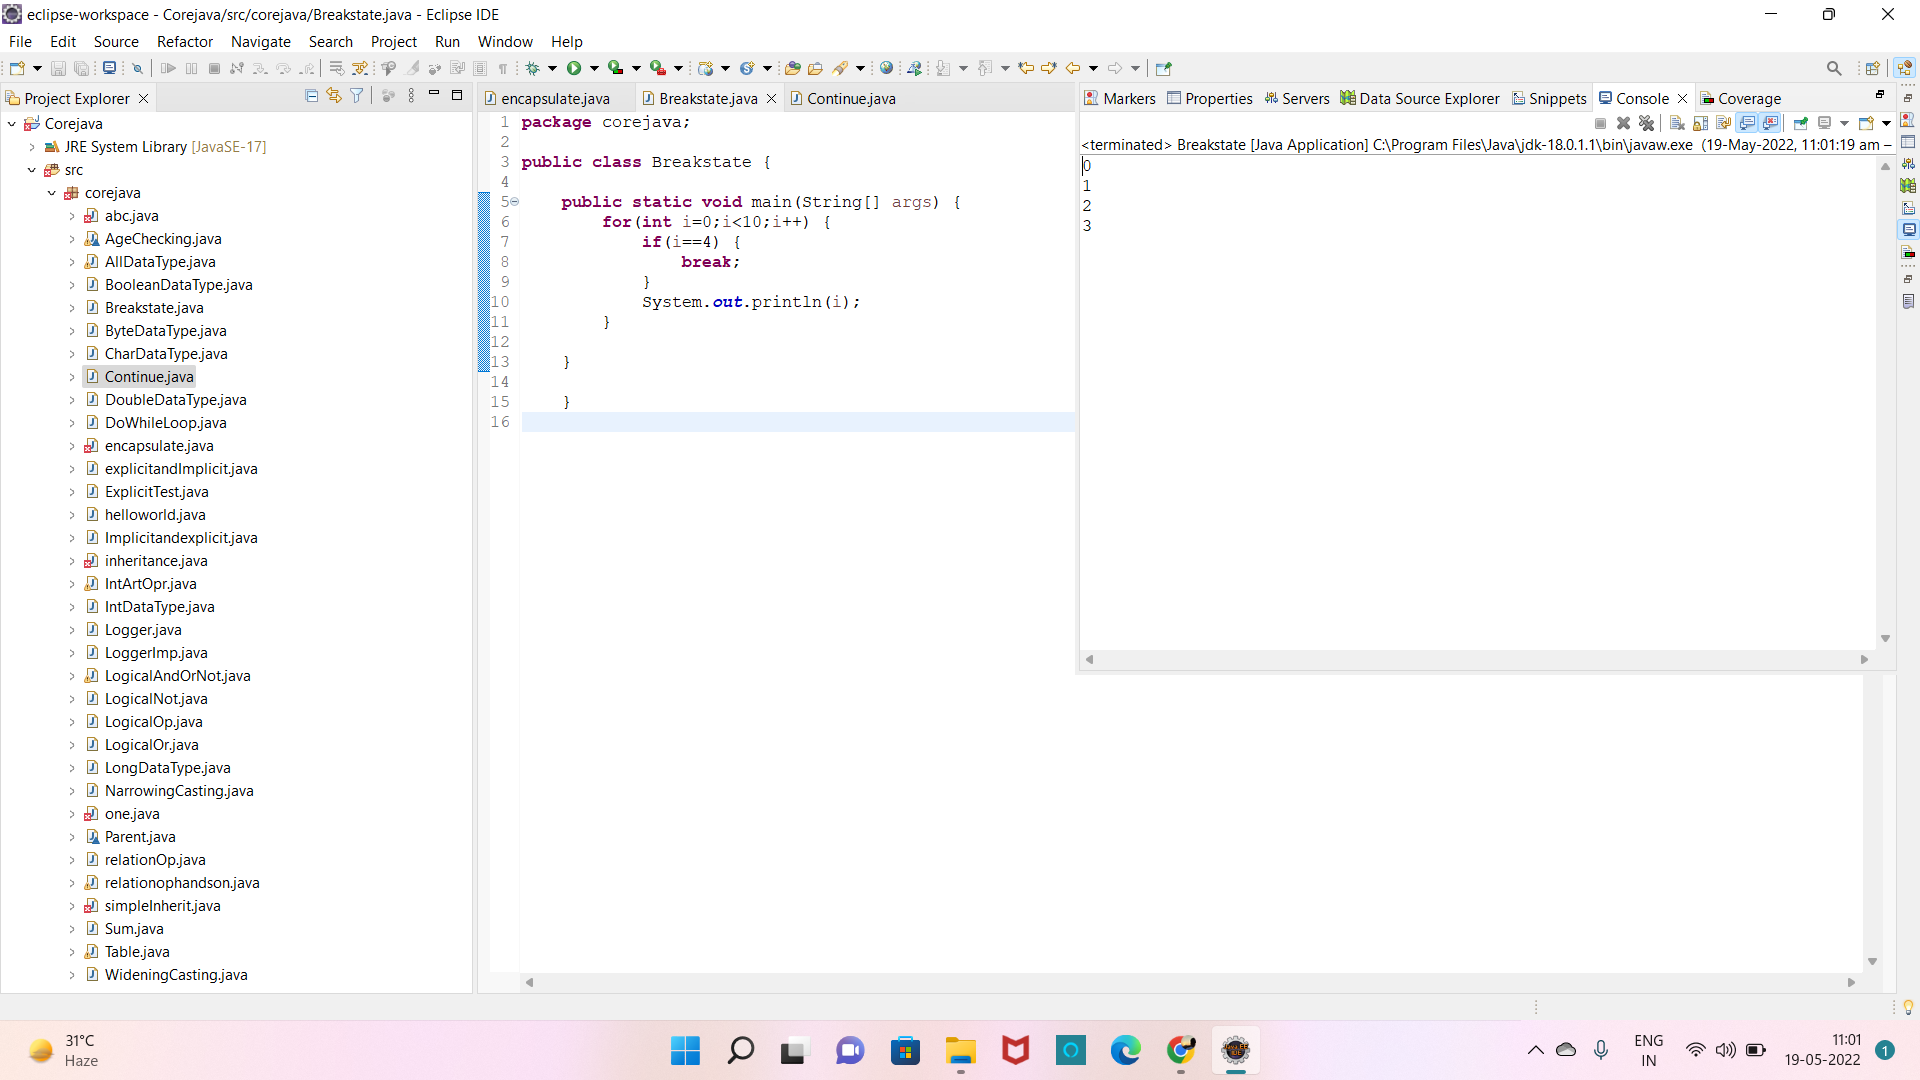 eclipse-workspace - Corejava/src/corejava/Breakstate.java - Eclipse IDE
File Edit Source Refactor Navigate Search Project Run Window Help
Project Explorer
Corejava
JRE System Library [JavaSE-17]
src
corejava
abc.java
AgeChecking.java
AllDataType.java
BooleanDataType.java
Breakstate.java
ByteDataType.java
CharDataType.java
Continue.java
DoubleDataType.java
DoWhileLoop.java
encapsulate.java
explicitandImplicit.java
ExplicitTest.java
helloworld.java
Implicitandexplicit.java
inheritance.java
IntArtOpr.java
IntDataType.java
Logger.java
LoggerImp.java
LogicalAndOrNot.java
LogicalNot.java
LogicalOp.java
LogicalOr.java
LongDataType.java
NarrowingCasting.java
one.java
Parent.java
relationOp.java
relationophandson.java
simpleInherit.java
Sum.java
Table.java
WideningCasting.java
encapsulate.java Breakstate.java Continue.java
1 package corejava;
2
3 public class Breakstate {
4
5 public static void main(String[] args) {
6 for(int i=0;i<10;i++) {
7 if(i==4) {
8 break;
9 }
10 System.out.println(i);
11 }
12
13 }
14
15 }
16
Markers Properties Servers Data Source Explorer Snippets Console Coverage
<terminated> Breakstate [Java Application] C:\Program Files\Java\jdk-18.0.1.1\bin\javaw.exe (19-May-2022, 11:01:19 am –
0
1
2
3
31°C
Haze
ENG
IN
11:01
19-05-2022
1